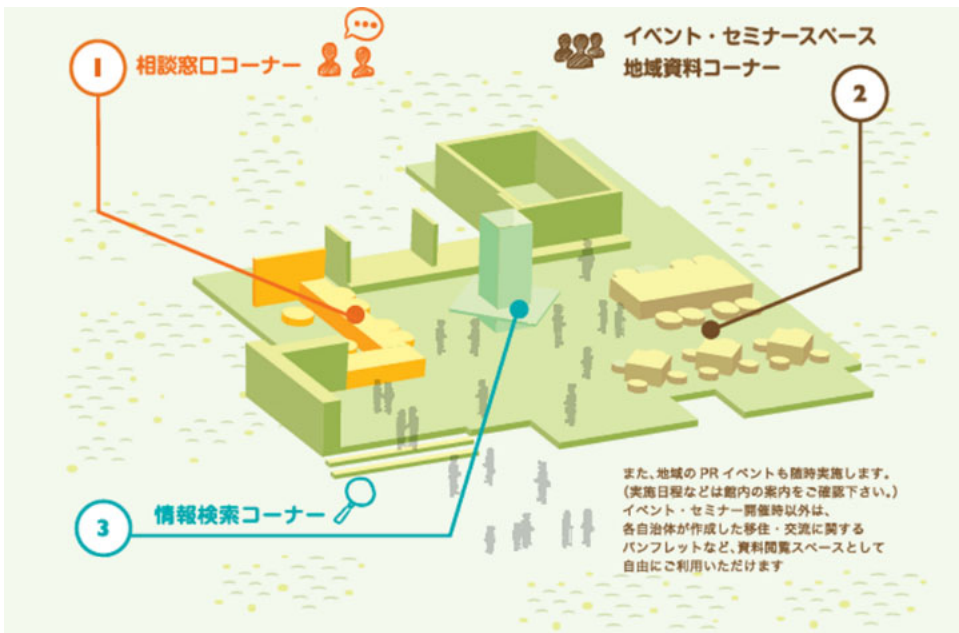 1
相談窓口コーナー
イベント・セミナースペース
地域資料コーナー
2
3
情報検索コーナー
また、地域の PR イベントも随時実施します。
(実施日程などは館内の案内をご確認下さい。)
イベント・セミナー開催時以外は、
各自治体が作成した移住・交流に関する
パンフレットなど、資料閲覧スペースとして
自由にご利用いただけます